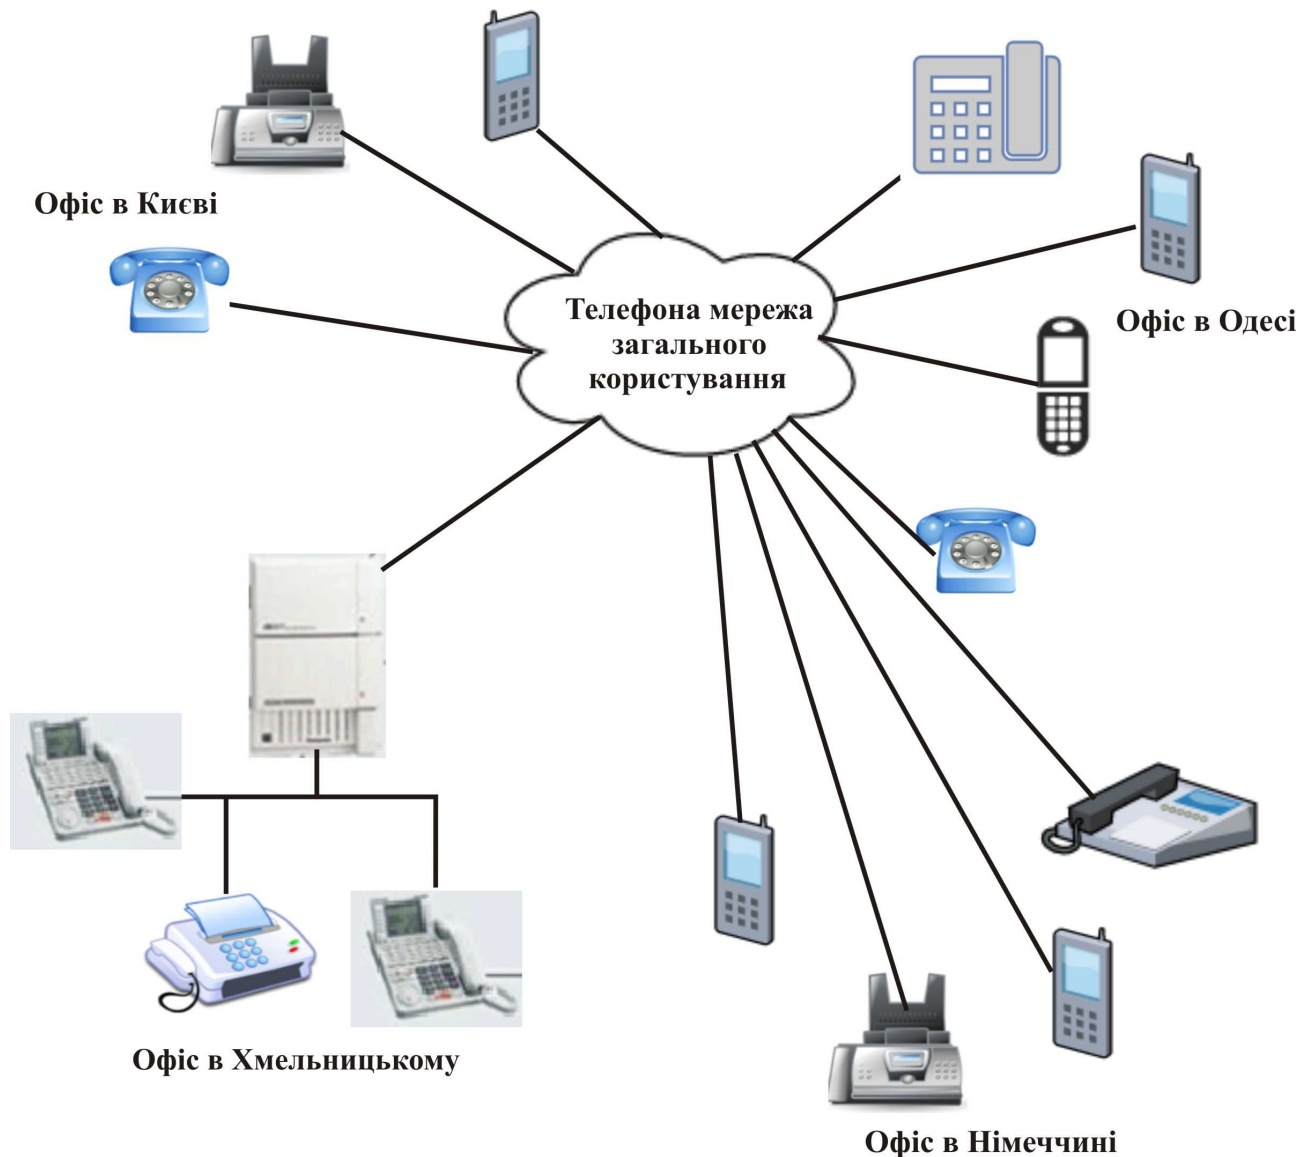 Офіс в Києві
Телефона мережа
загального
користування
Офіс в Одесі
Офіс в Хмельницькому
Офіс в Німеччині